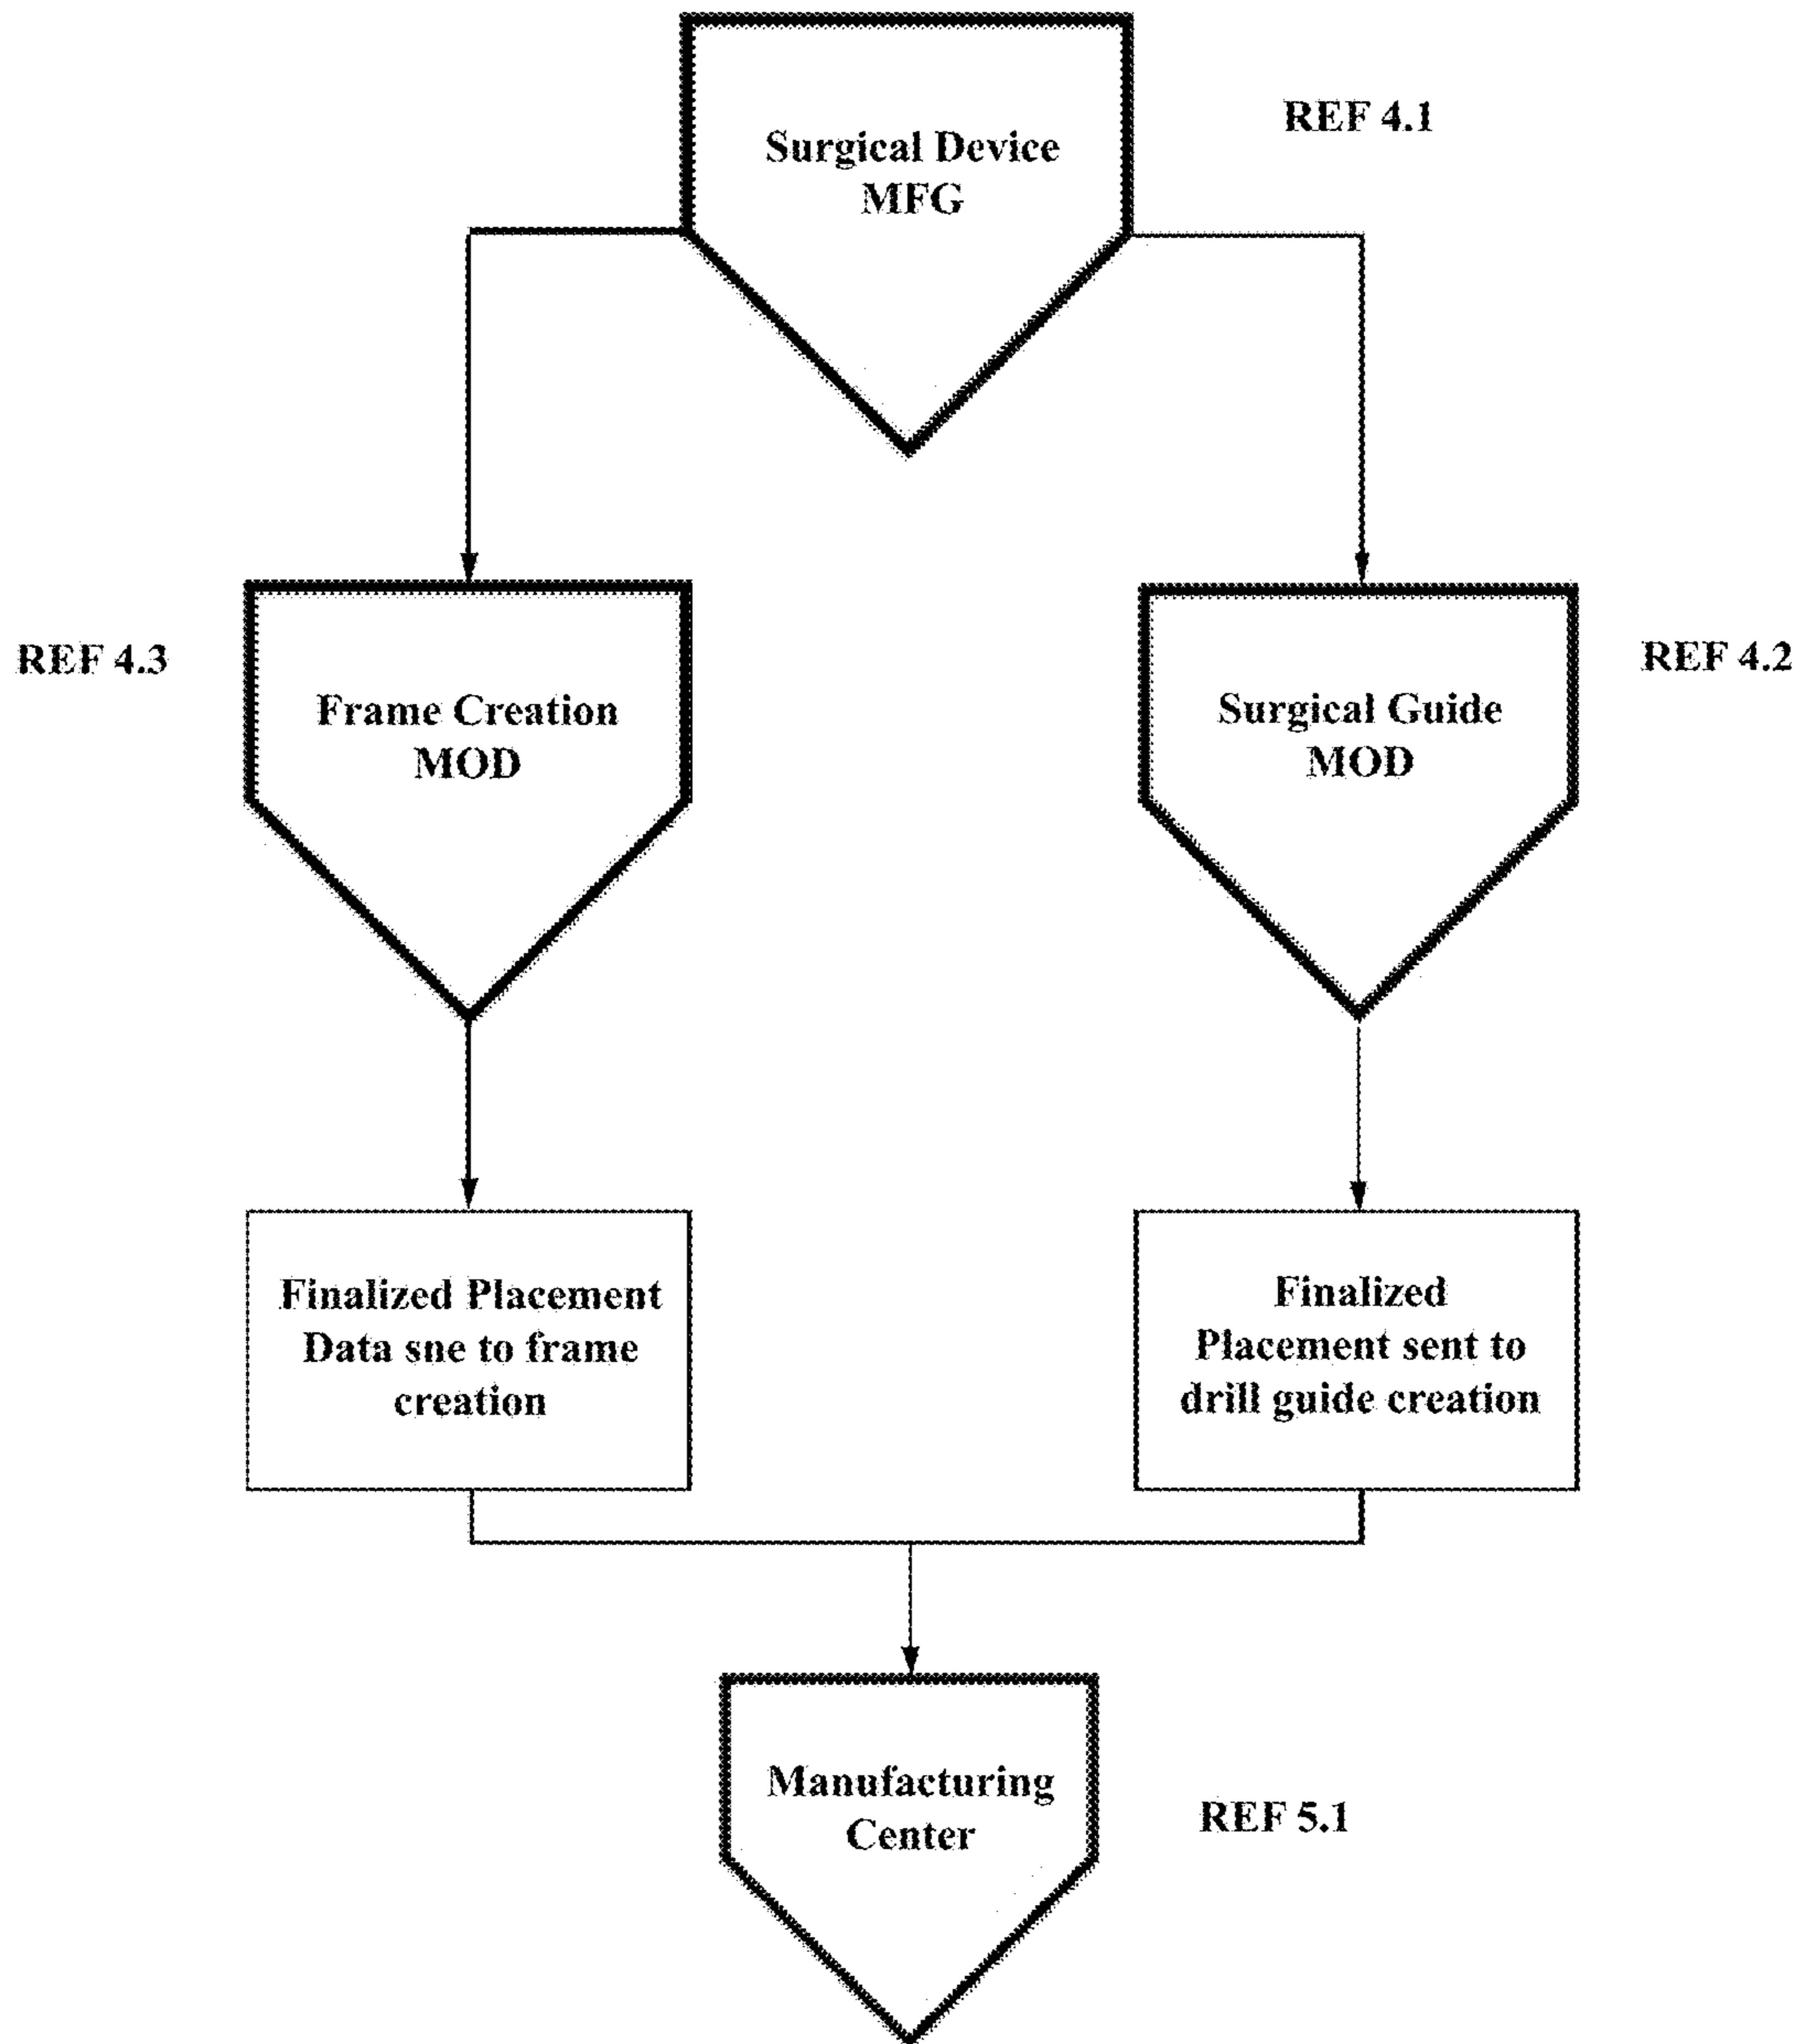 Surgical Device
MFG
REF 4.1
REF 4.3
Frame Creation
MOD
Surgical Guide
MOD
REF 4.2
Finalized Placement
Data sne to frame
creation
Finalized
Placement sent to
drill guide creation
Manufacturing
Center
REF 5.1